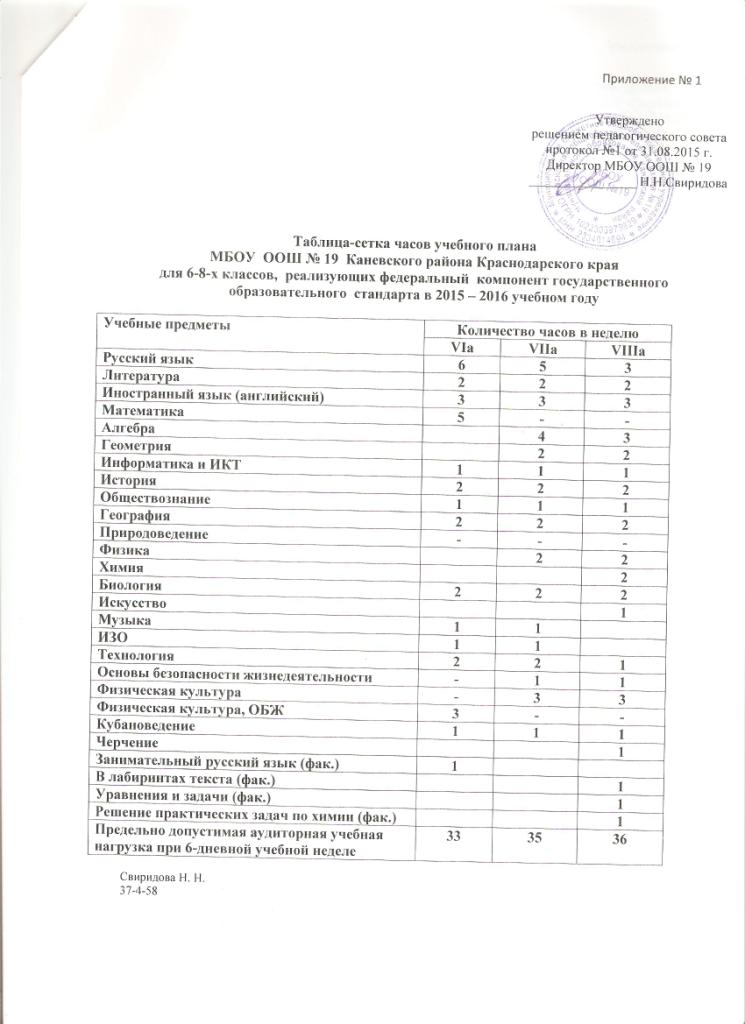 Приложение № 1
Утверждено
решением педагогического совета
протокол №1 от 31.08.2015 г.
Директор МБОУ ООШ № 19
Н.Н.Свиридова
Таблица-сетка часов учебного плана
МБОУ ООШ № 19 Каневского района Краснодарского края
для 6-8-х классов, реализующих федеральный компонент государственного
образовательного стандарта в 2015 – 2016 учебном году
Учебные предметы Количество часов в неделю
VIа VIIа VIIIа
Русский язык 6 5 3
Литература 2 2 2
Иностранный язык (английский) 3 3 3
Математика 5 - -
Алгебра 4 3
Геометрия 2 2
Информатика и ИКТ 1 1 1
История 2 2 2
Обществознание 1 1 1
География 2 2 2
Природоведение - - -
Физика 2 2
Химия 2
Биология 2 2 2
Искусство 1
Музыка 1 1
ИЗО 1 1
Технология 2 2 1
Основы безопасности жизнедеятельности - 1 1
Физическая культура - 3 3
Физическая культура, ОБЖ 3 - -
Кубановедение 1 1 1
Черчение 1
Занимательный русский язык (фак.) 1
В лабиринтах текста (фак.) 1
Уравнения и задачи (фак.) 1
Решение практических задач по химии (фак.) 1
Предельно допустимая аудиторная учебная 33 35 36
нагрузка при 6-дневной учебной неделе
Свиридова Н. Н.
37-4-58